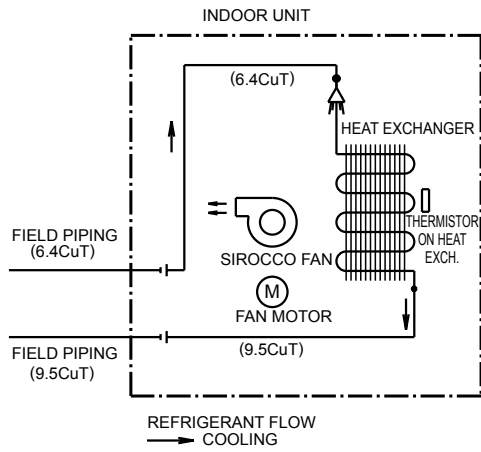 INDOOR UNIT
(6.4CuT)
HEAT EXCHANGER
THERMISTOR
ON HEAT
EXCH.
FIELD PIPING
(6.4CuT)
SIROCCO FAN
M
FAN MOTOR
(9.5CuT)
FIELD PIPING
(9.5CuT)
REFRIGERANT FLOW
COOLING